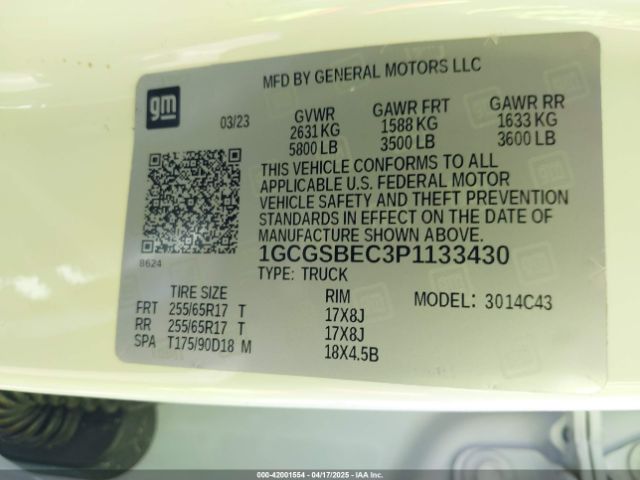 MFD BY GENERAL MOTORS LLC
gm
03/23
GVWR GAWR FRT GAWR RR
2631 KG 1588 KG 1633 KG
5800 LB 3500 LB 3600 LB
THIS VEHICLE CONFORMS TO ALL
APPLICABLE U.S. FEDERAL MOTOR
VEHICLE SAFETY AND THEFT PREVENTION
STANDARDS IN EFFECT ON THE DATE OF
MANUFACTURE SHOWN ABOVE.
8624
1GCGSBEC3P1133430
TYPE: TRUCK
TIRE SIZE RIM MODEL: 3014C43
FRT 255/65R17 T 17X8J
RR 255/65R17 T 17X8J
SPA T175/90D18 M 18X4.5B
000-42001554 - 04/17/2025 - IAA Inc.